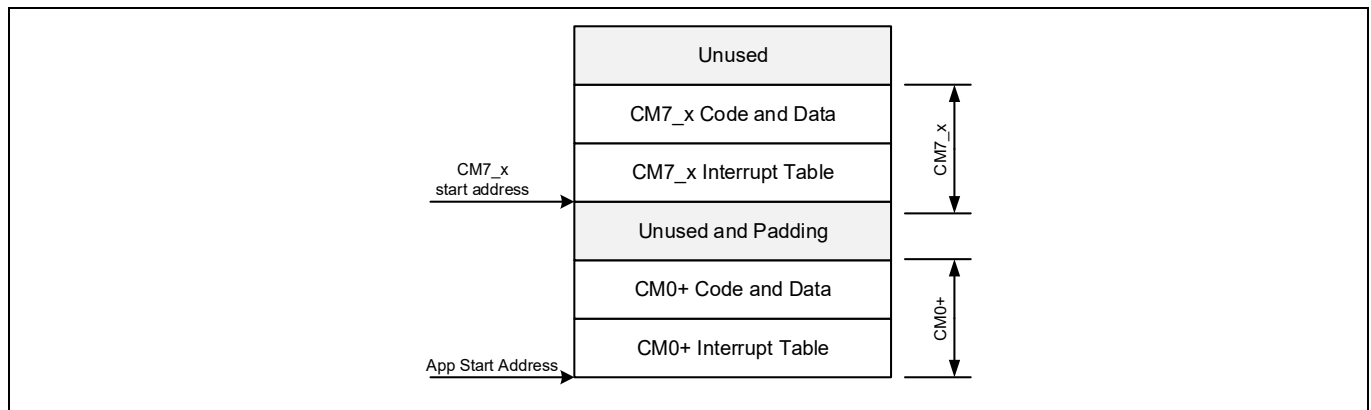 Unused
CM7_x Code and Data
CM7_x
CM7_x Interrupt Table
CM7_x
start address
Unused and Padding
CM0+ Code and Data
CM0+
CM0+ Interrupt Table
App Start Address